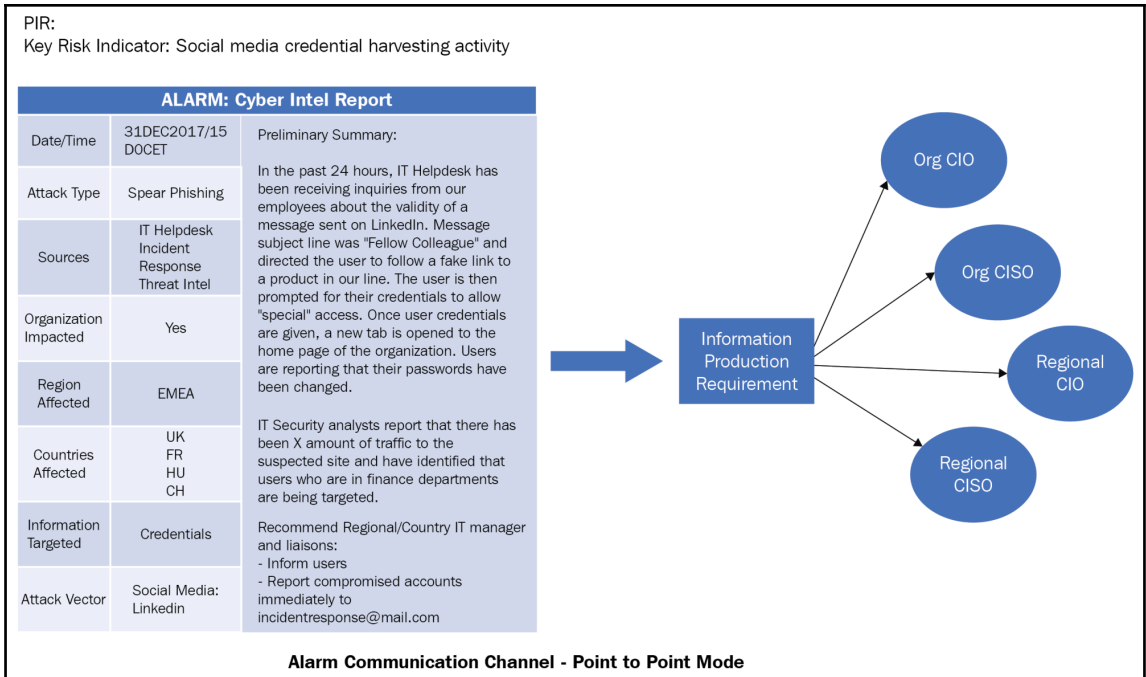 PIR:
Key Risk Indicator: Social media credential harvesting activity
ALARM: Cyber Intel Report
Date/Time
31DEC2017/15
DOCET
Attack Type
Spear Phishing
Sources
IT Helpdesk
Incident
Response
Threat Intel
Organization
Impacted
Yes
Region
Affected
EMEA
Countries
Affected
UK
FR
HU
CH
Information
Targeted
Credentials
Attack Vector
Social Media:
Linkedin
Preliminary Summary:
In the past 24 hours, IT Helpdesk has
been receiving inquiries from our
employees about the validity of a
message sent on LinkedIn. Message
subject line was "Fellow Colleague" and
directed the user to follow a fake link to
a product in our line. The user is then
prompted for their credentials to allow
"special" access. Once user credentials
are given, a new tab is opened to the
home page of the organization. Users
are reporting that their passwords have
been changed.
IT Security analysts report that there has
been X amount of traffic to the
suspected site and have identified that
users who are in finance departments
are being targeted.
Recommend Regional/Country IT manager
and liaisons:
- Inform users
- Report compromised accounts
immediately to
incidentresponse@mail.com
Information
Production
Requirement
Org CIO
Org CISO
Regional
CIO
Regional
CISO
Alarm Communication Channel - Point to Point Mode